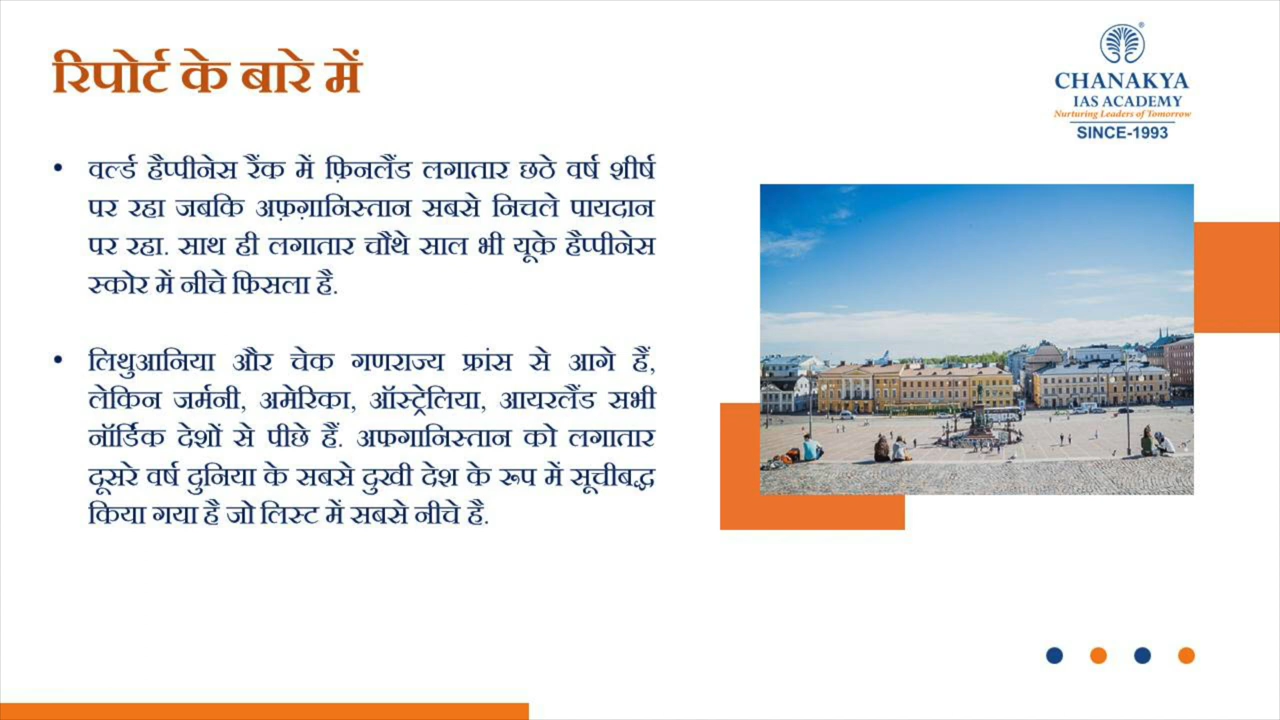 रिपोर्ट के बारे में
CHANAKYA
IAS ACADEMY
Nurturing Leaders of Tomorrow
SINCE-1993
• वर्ल्ड हैप्पीनेस रैंक में फ़िनलैंड लगातार छठे वर्ष शीर्ष
पर रहा जबकि अफ़ग़ानिस्तान सबसे निचले पायदान
पर रहा. साथ ही लगातार चौथे साल भी यूके हैप्पीनेस
स्कोर में नीचे फिसला है.
• लिथुआनिया और चेक गणराज्य फ्रांस से आगे हैं,
लेकिन जर्मनी, अमेरिका, ऑस्ट्रेलिया, आयरलैंड सभी
नॉर्डिक देशों से पीछे हैं. अफगानिस्तान को लगातार
दूसरे वर्ष दुनिया के सबसे दुखी देश के रूप में सूचीबद्ध
किया गया है जो लिस्ट में सबसे नीचे है.